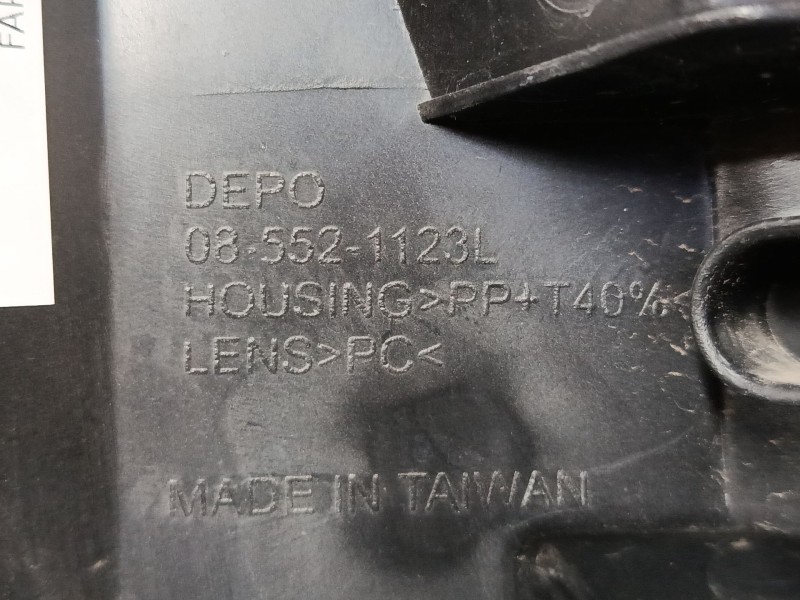 DEPO
08-552-1123L
HOUSING>PP+T40%<
LENS>PC<
MADE IN TAIWAN